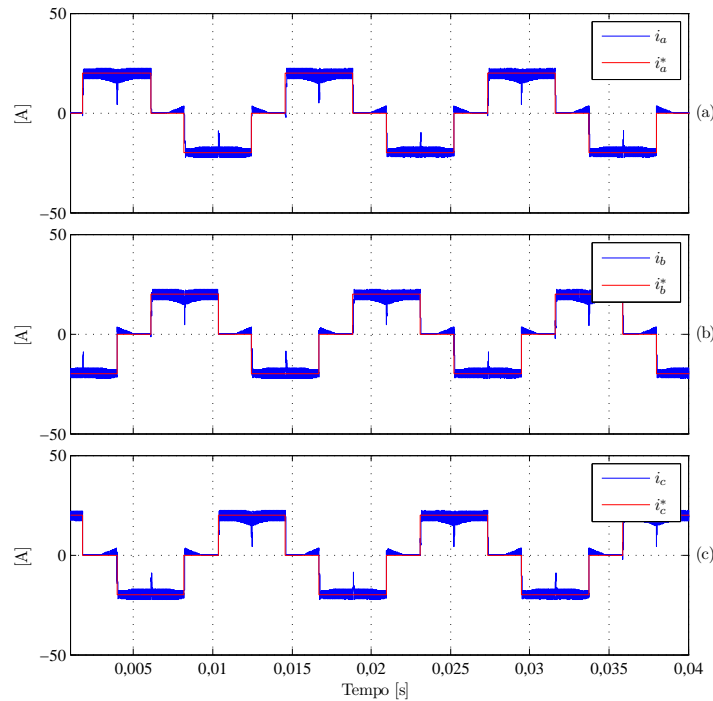 50
0
−50
[A]
i_a
i_a^*
(a)
50
0
−50
[A]
i_b
i_b^*
(b)
50
0
−50
[A]
i_c
i_c^*
(c)
0,005 0,01 0,015 0,02 0,025 0,03 0,035 0,04
Tempo [s]